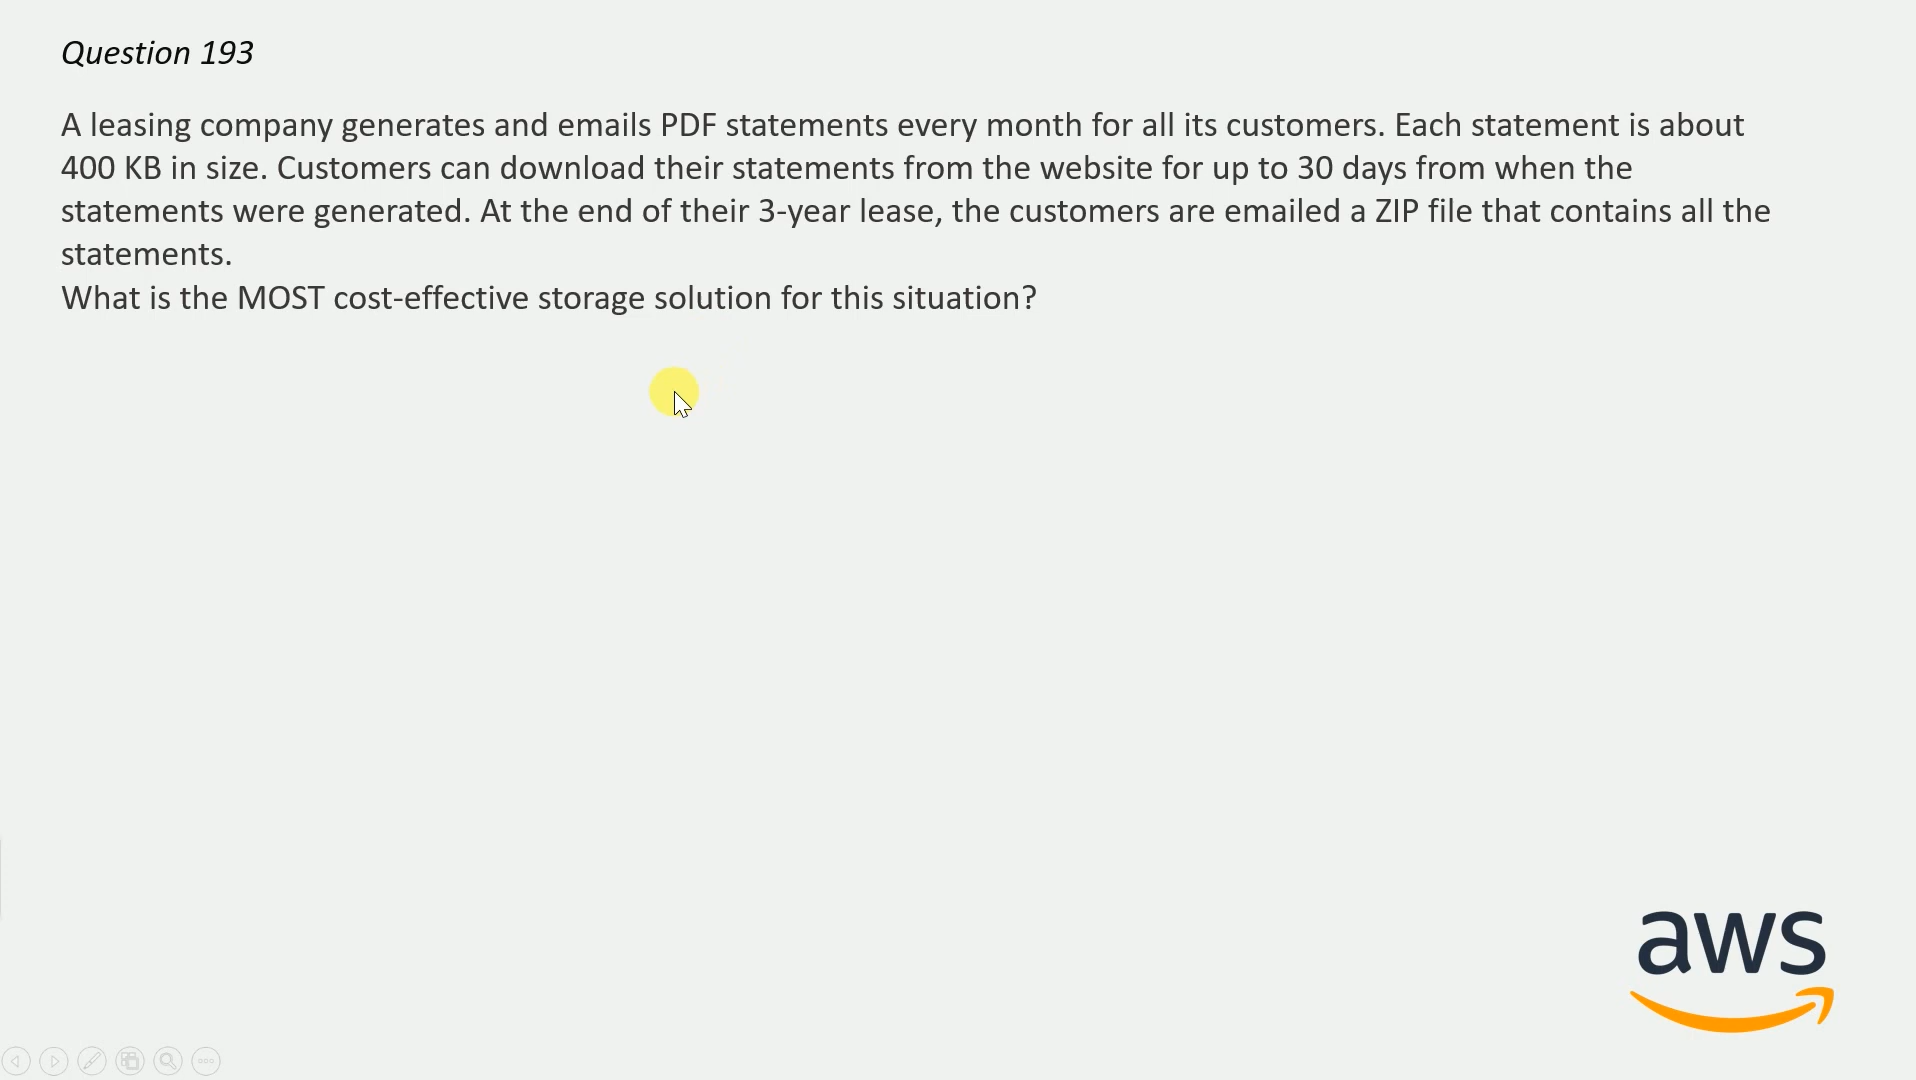 Question 193
A leasing company generates and emails PDF statements every month for all its customers. Each statement is about
400 KB in size. Customers can download their statements from the website for up to 30 days from when the
statements were generated. At the end of their 3-year lease, the customers are emailed a ZIP file that contains all the
statements.
What is the MOST cost-effective storage solution for this situation?
aws